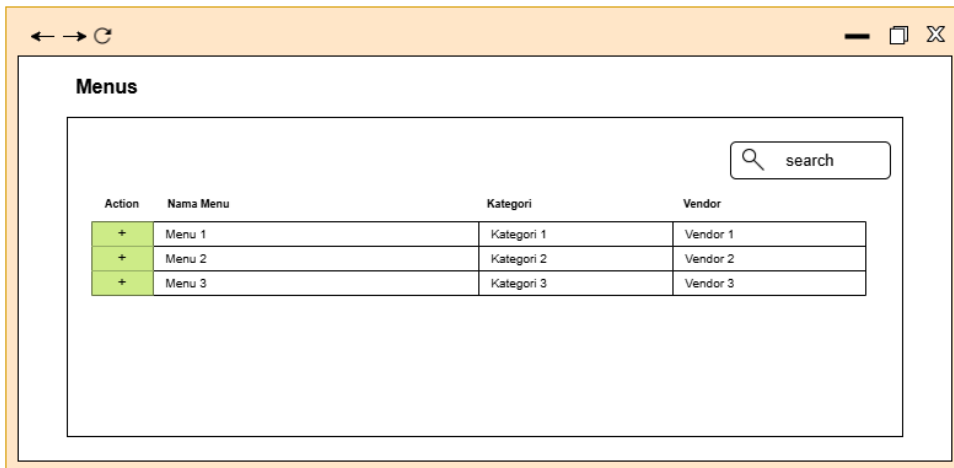 Menus
search
Action Nama Menu Kategori Vendor
+ Menu 1 Kategori 1 Vendor 1
+ Menu 2 Kategori 2 Vendor 2
+ Menu 3 Kategori 3 Vendor 3